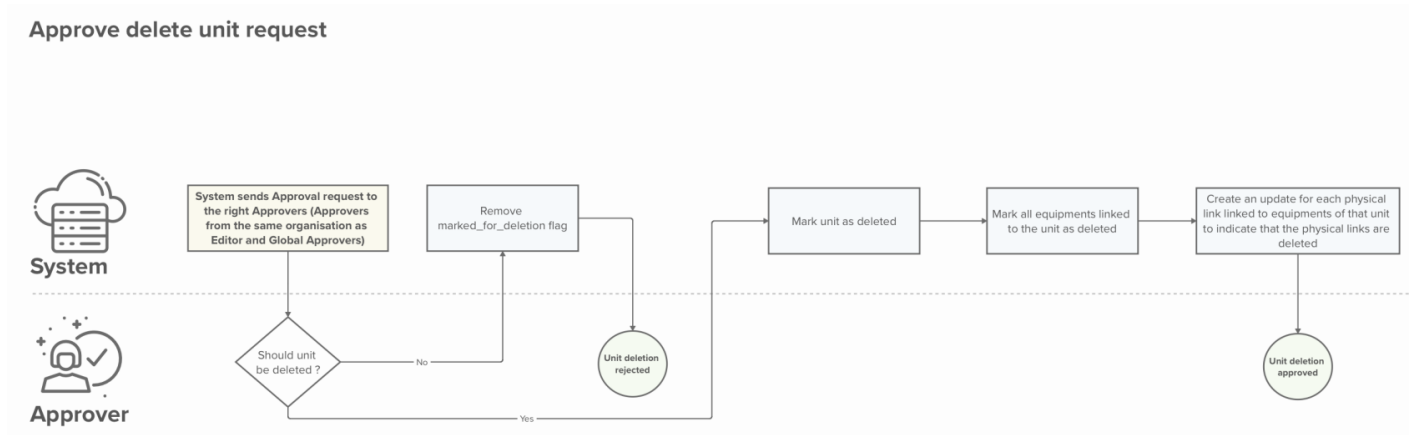 Approve delete unit request
System sends Approval request to
the right Approvers (Approvers
from the same organisation as
Editor and Global Approvers)
Remove
marked_for_deletion flag
Mark unit as deleted
Mark all equipments linked
to the unit as deleted
Create an update for each physical
link linked to equipments of that unit
to indicate that the physical links are
deleted
System
Should unit
be deleted ?
No
Unit deletion
rejected
Unit deletion
approved
Approver
Yes